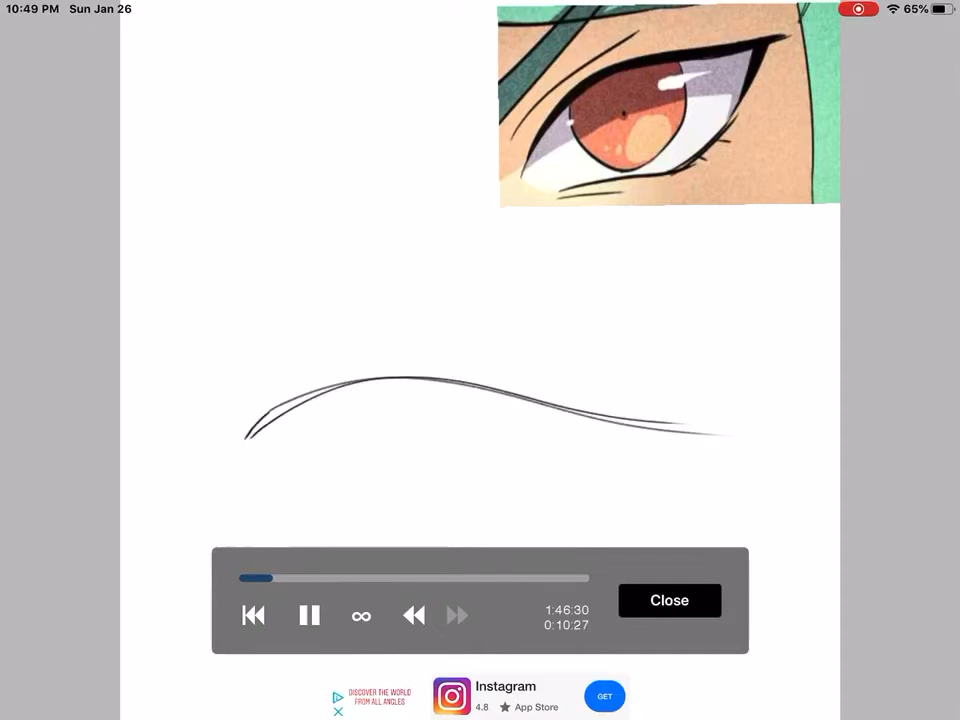 10:49 PM Sun Jan 26
65%
1:46:30
0:10:27
Close
DISCOVER THE WORLD
FROM ALL ANGLES
Instagram
4.8 ★ App Store
GET